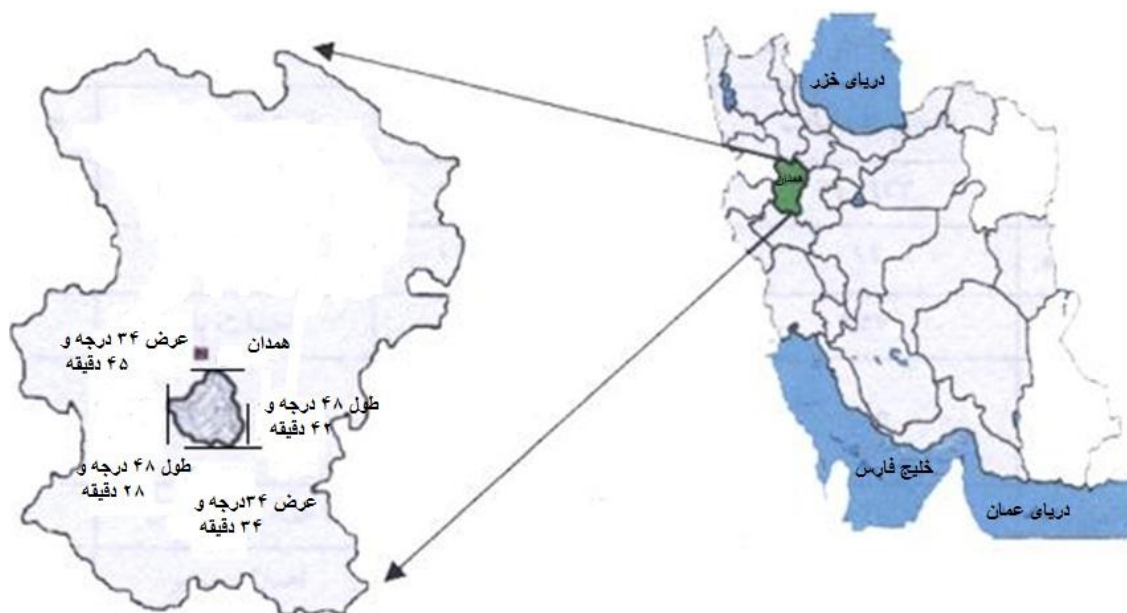 دریای خزر
همدان
خلیج فارس
دریای عمان
عرض ۳۴ درجه و
۴۵ دقیقه
همدان
طول ۴۸ درجه و
۴۲ دقیقه
طول ۴۸ درجه و
۲۸ دقیقه
عرض ۳۴درجه و
۳۴ دقیقه